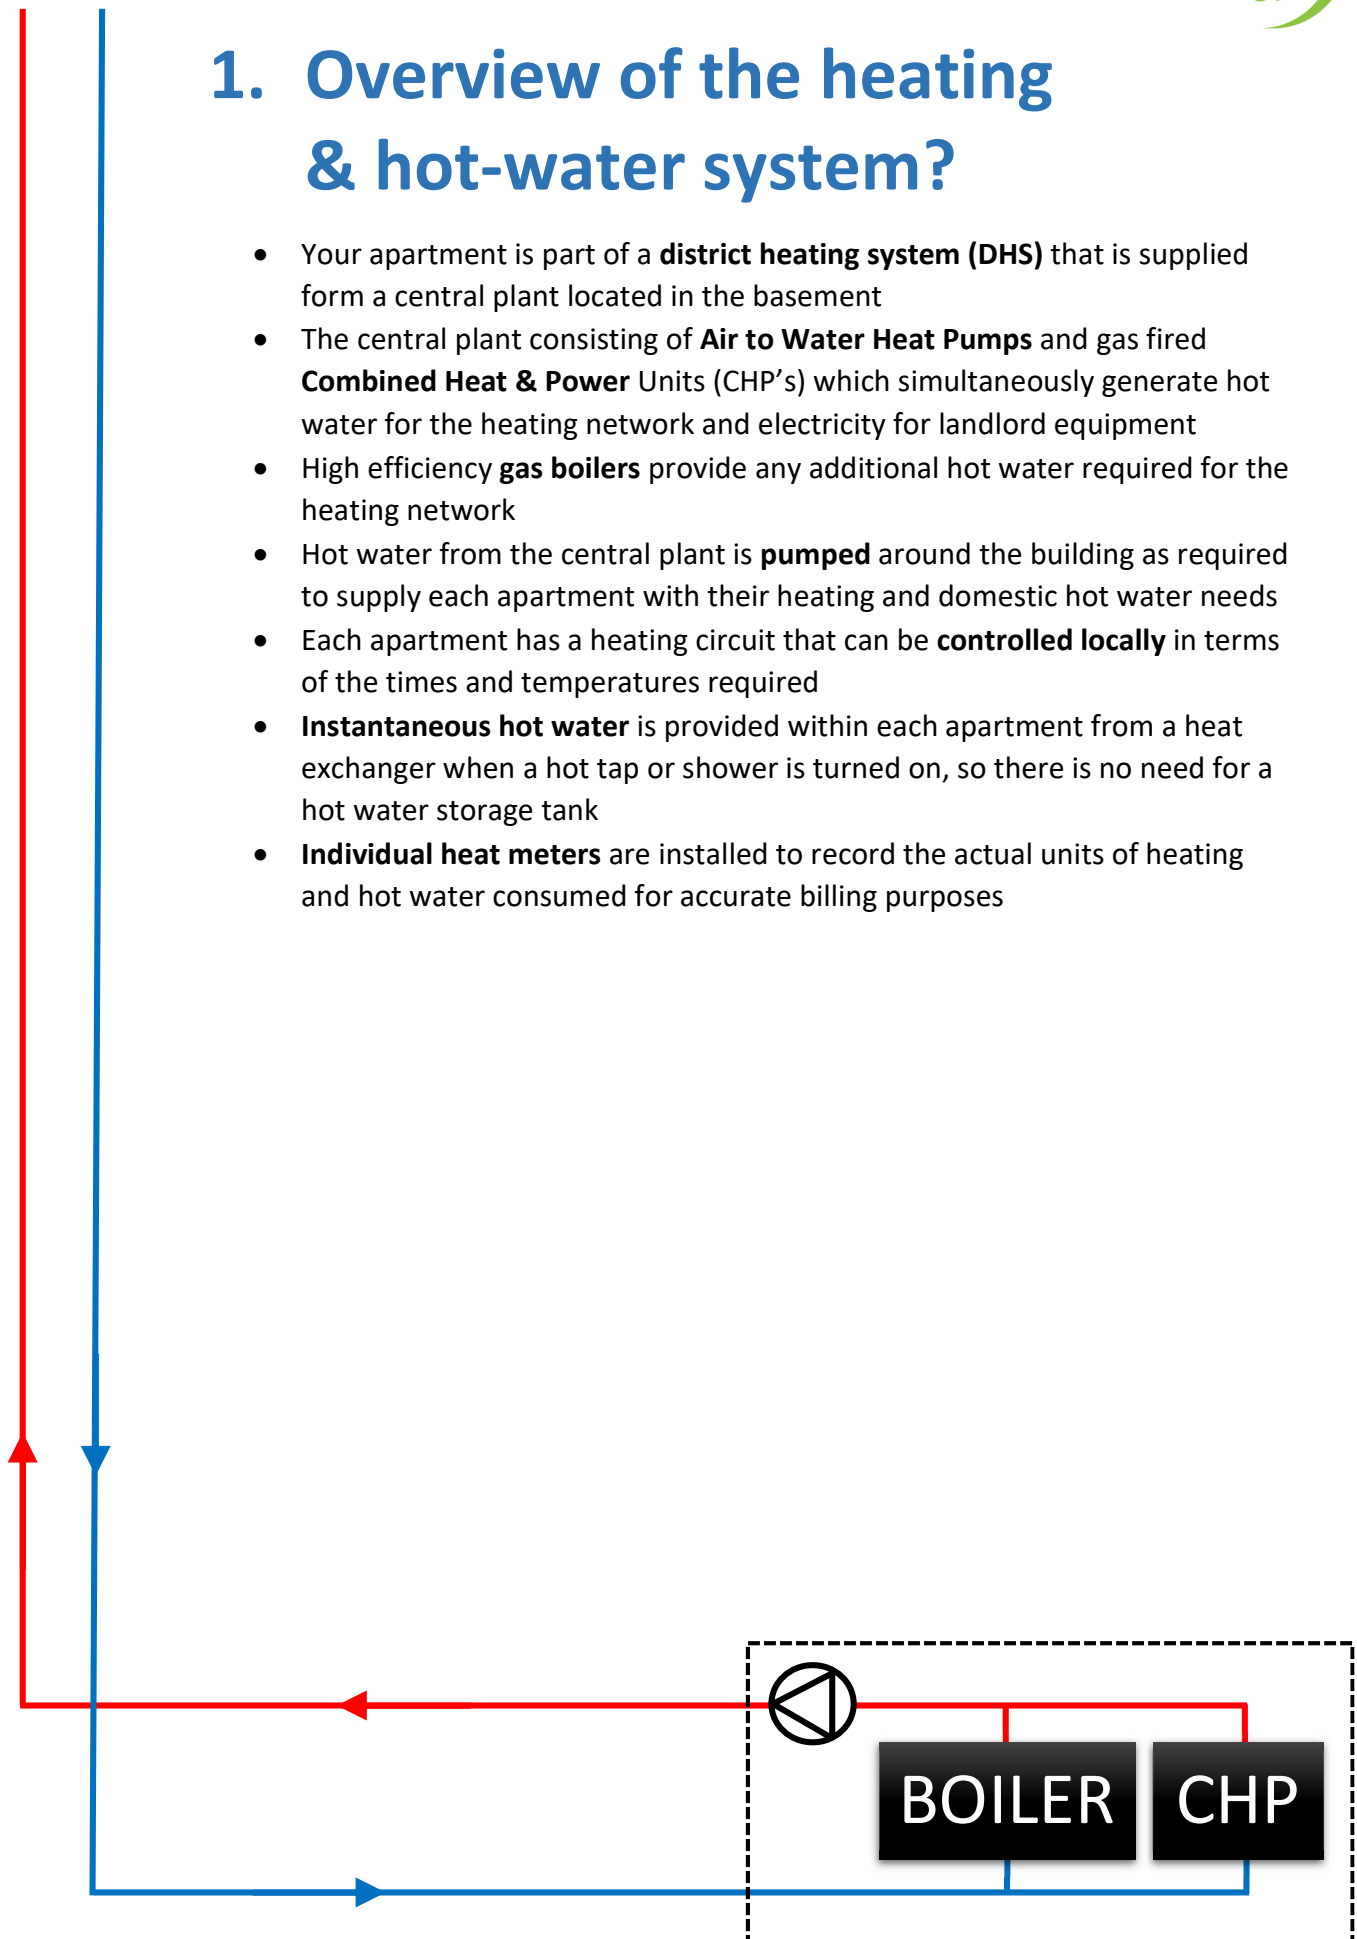 1. Overview of the heating
& hot-water system?
• Your apartment is part of a district heating system (DHS) that is supplied
form a central plant located in the basement
• The central plant consisting of Air to Water Heat Pumps and gas fired
Combined Heat & Power Units (CHP’s) which simultaneously generate hot
water for the heating network and electricity for landlord equipment
• High efficiency gas boilers provide any additional hot water required for the
heating network
• Hot water from the central plant is pumped around the building as required
to supply each apartment with their heating and domestic hot water needs
• Each apartment has a heating circuit that can be controlled locally in terms
of the times and temperatures required
• Instantaneous hot water is provided within each apartment from a heat
exchanger when a hot tap or shower is turned on, so there is no need for a
hot water storage tank
• Individual heat meters are installed to record the actual units of heating
and hot water consumed for accurate billing purposes
BOILER
CHP